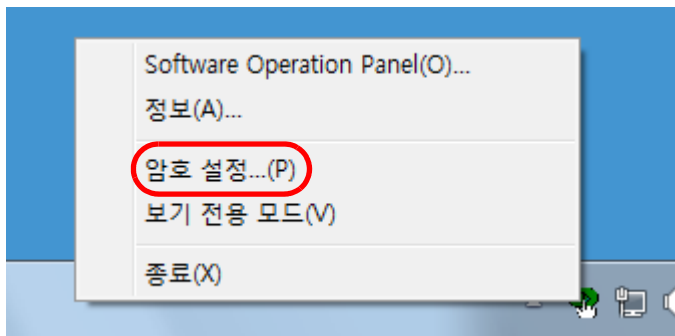 Software Operation Panel(O)...
정보(A)...
암호 설정...(P)
보기 전용 모드(V)
종료(X)